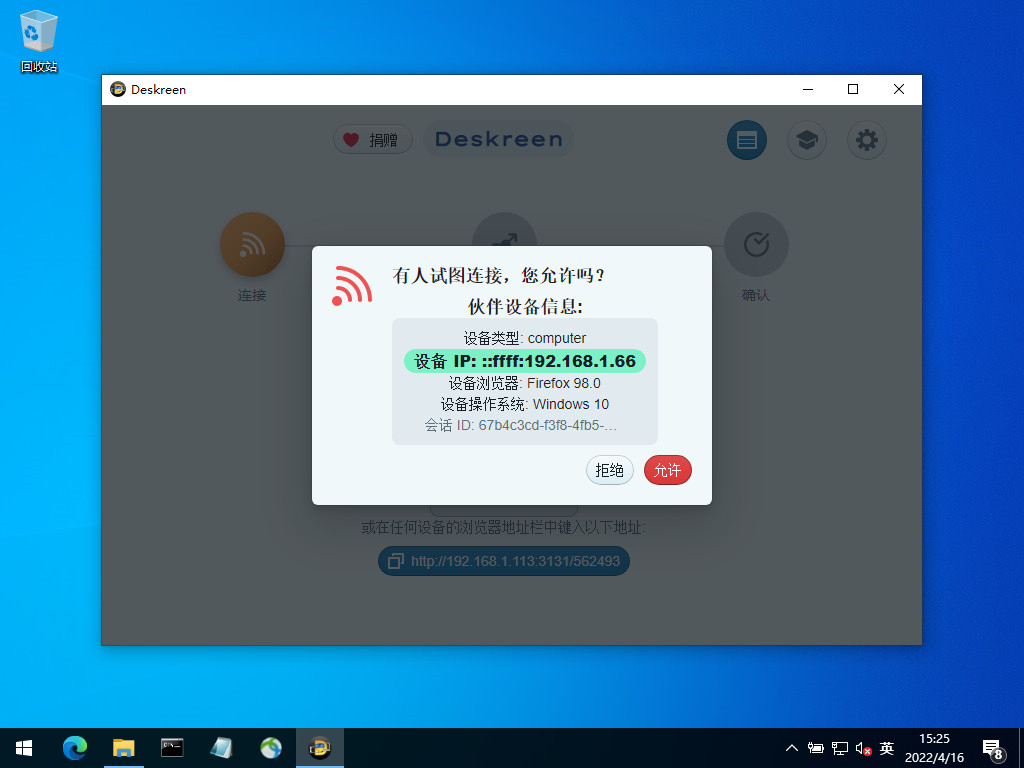 回收站
Deskreen
捐赠
Deskreen
连接
确认
有人试图连接，您允许吗？
伙伴设备信息:
设备类型: computer
设备 IP: ::ffff:192.168.1.66
设备浏览器: Firefox 98.0
设备操作系统: Windows 10
会话 ID: 67b4c3cd-f3f8-4fb5-...
拒绝
允许
或在任何设备的浏览器地址栏中键入以下地址:
http://192.168.1.113:3131/562493
英
15:25
2022/4/16
8